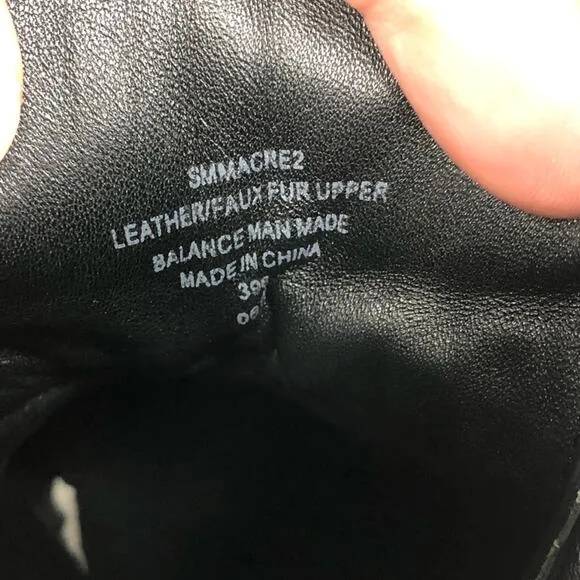 SMMACRE2
LEATHER/FAUX FUR UPPER
BALANCE MAN MADE
MADE IN CHINA